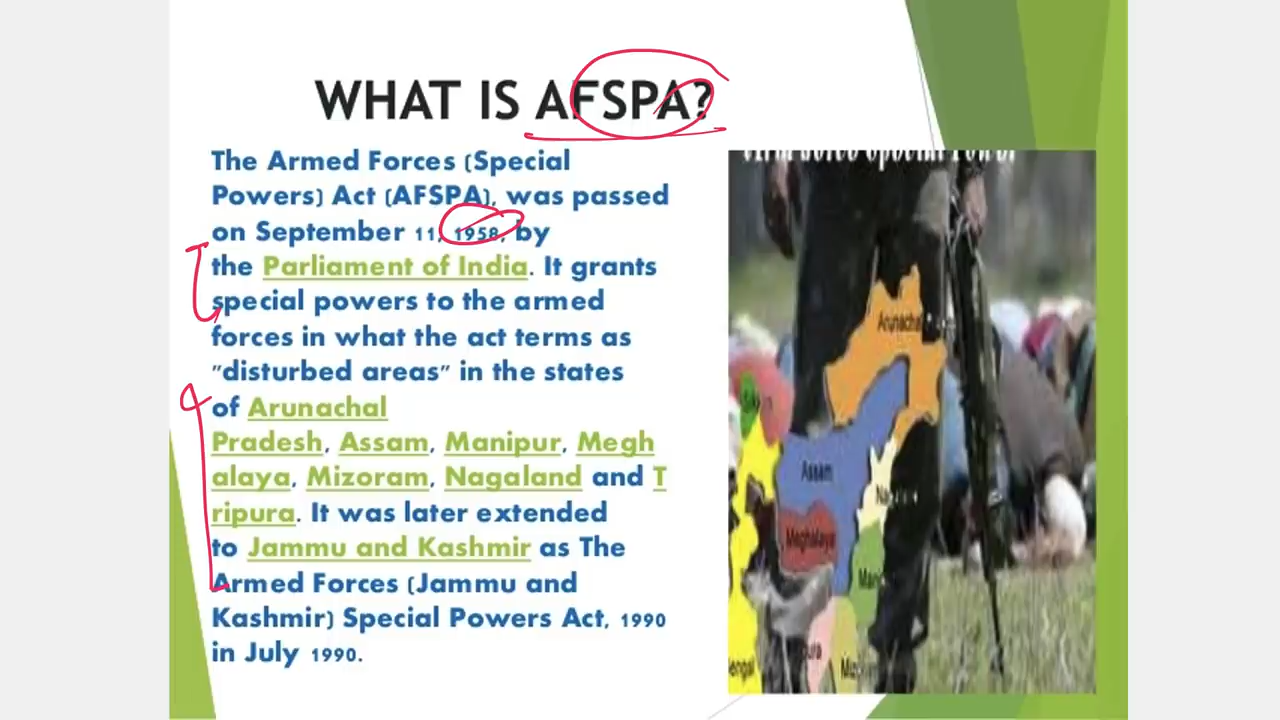 WHAT IS AFSPA?
The Armed Forces (Special
Powers) Act (AFSPA), was passed
on September 11, 1958, by
the Parliament of India. It grants
special powers to the armed
forces in what the act terms as
"disturbed areas" in the states
of Arunachal
Pradesh, Assam, Manipur, Megh
alaya, Mizoram, Nagaland and T
ripura. It was later extended
to Jammu and Kashmir as The
Armed Forces (Jammu and
Kashmir) Special Powers Act, 1990
in July 1990.
Arunachal
Assam
Meghalaya